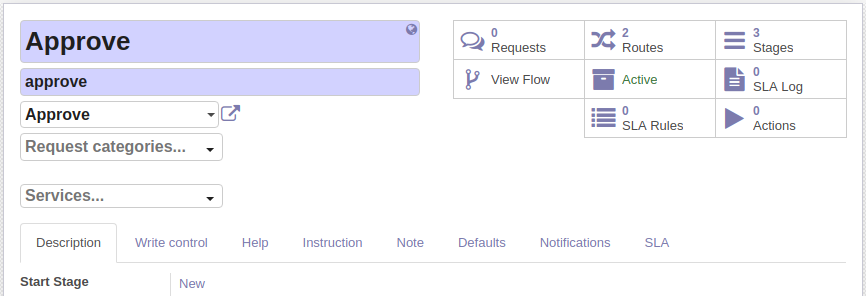 Approve
approve
Approve
Request categories...
Services...
0 Requests
2 Routes
3 Stages
View Flow
Active
0 SLA Log
0 SLA Rules
0 Actions
Description Write control Help Instruction Note Defaults Notifications SLA
Start Stage New